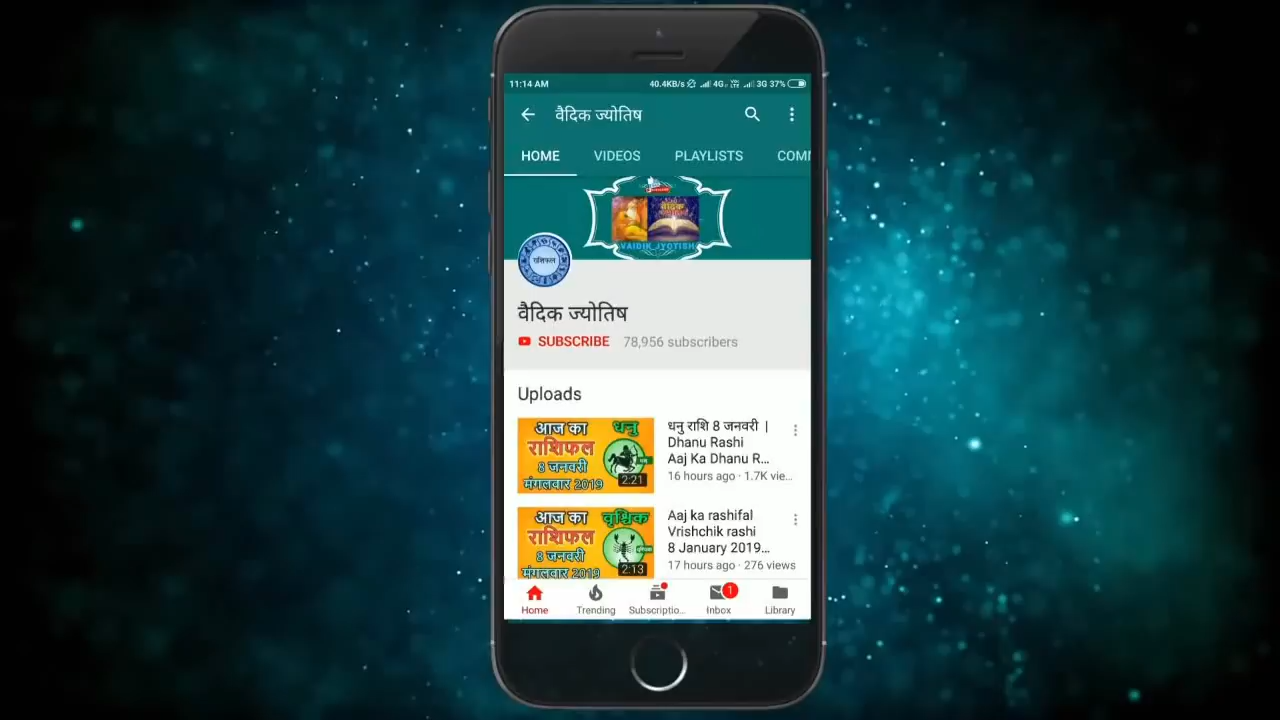 11:14 AM 40.4KB/s 4G 3G 37%
वैदिक ज्योतिष
HOME VIDEOS PLAYLISTS COMM
वैदिक
VAIDIK JYOTISH
राशिफल
वैदिक ज्योतिष
SUBSCRIBE 78,956 subscribers
Uploads
आज का धनु
राशिफल
8 जनवरी
मंगलवार 2019
2:21
धनु राशि 8 जनवरी |
Dhanu Rashi
Aaj Ka Dhanu R...
16 hours ago · 1.7K vie...
आज का वृश्चिक
राशिफल
8 जनवरी
मंगलवार 2019
2:13
Aaj ka rashifal
Vrishchik rashi
8 January 2019...
17 hours ago · 276 views
1
Home Trending Subscriptio... Inbox Library